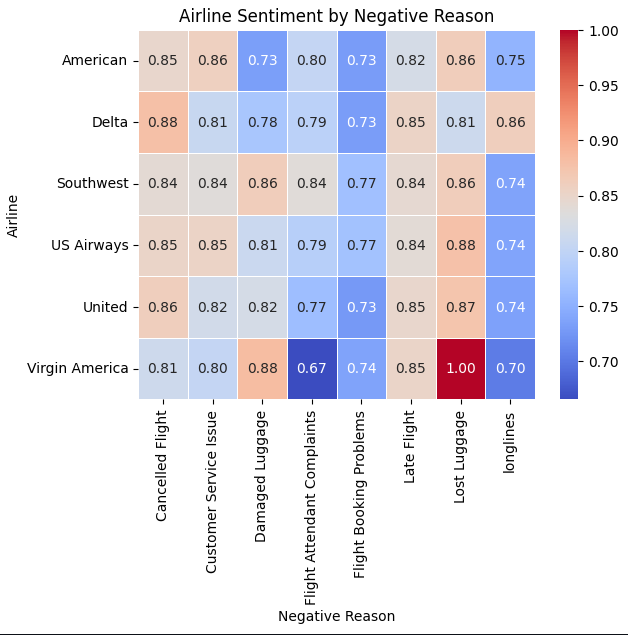 Airline Sentiment by Negative Reason
American 0.85 0.86 0.73 0.80 0.73 0.82 0.86 0.75
Delta 0.88 0.81 0.78 0.79 0.73 0.85 0.81 0.86
Southwest 0.84 0.84 0.86 0.84 0.77 0.84 0.86 0.74
US Airways 0.85 0.85 0.81 0.79 0.77 0.84 0.88 0.74
United 0.86 0.82 0.82 0.77 0.73 0.85 0.87 0.74
Virgin America 0.81 0.80 0.88 0.67 0.74 0.85 1.00 0.70
Airline
Cancelled Flight
Customer Service Issue
Damaged Luggage
Flight Attendant Complaints
Flight Booking Problems
Late Flight
Lost Luggage
longlines
Negative Reason
1.00
0.95
0.90
0.85
0.80
0.75
0.70